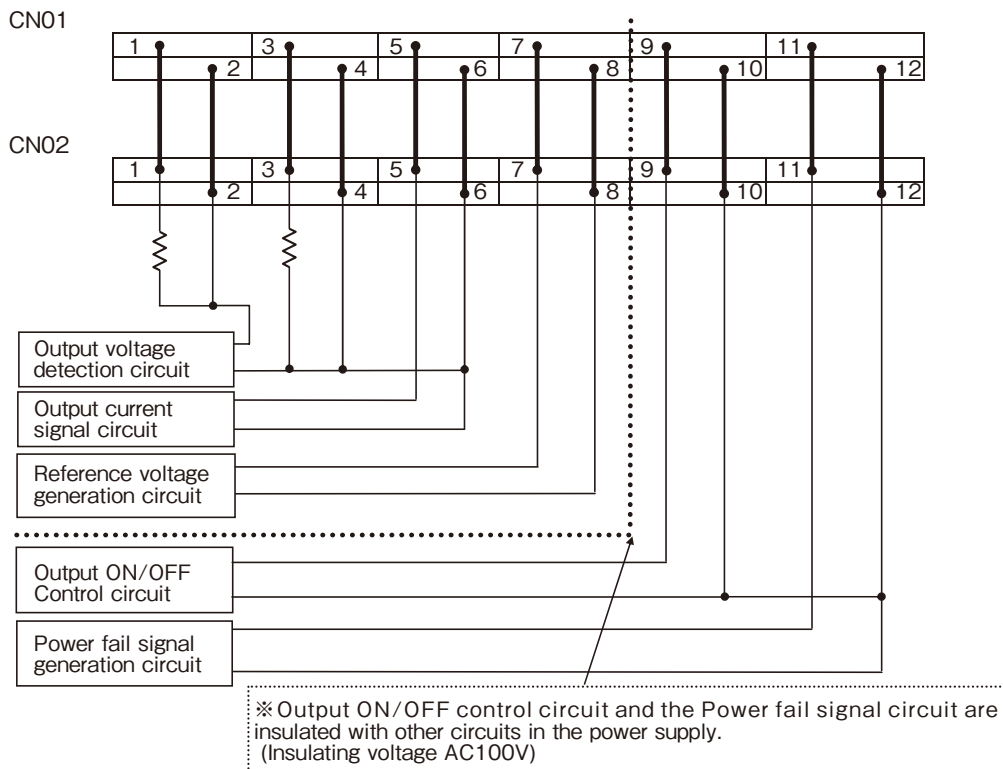 CN01
1 3 5 7 9 11
2 4 6 8 10 12
CN02
1 3 5 7 9 11
2 4 6 8 10 12
Output voltage
detection circuit
Output current
signal circuit
Reference voltage
generation circuit
Output ON/OFF
Control circuit
Power fail signal
generation circuit
※Output ON/OFF control circuit and the Power fail signal circuit are
insulated with other circuits in the power supply.
(Insulating voltage AC100V)